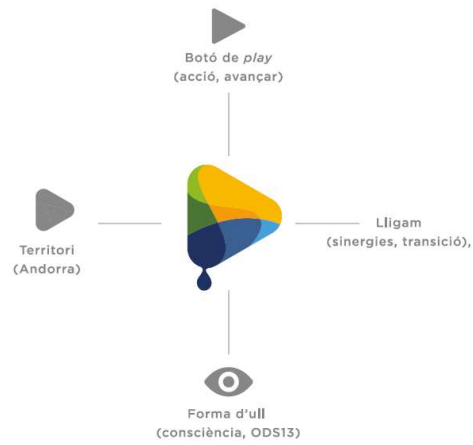 Botó de play
(acció, avançar)
Territori
(Andorra)
Lligam
(sinergies, transició),
Forma d'ull
(consciència, ODS13)